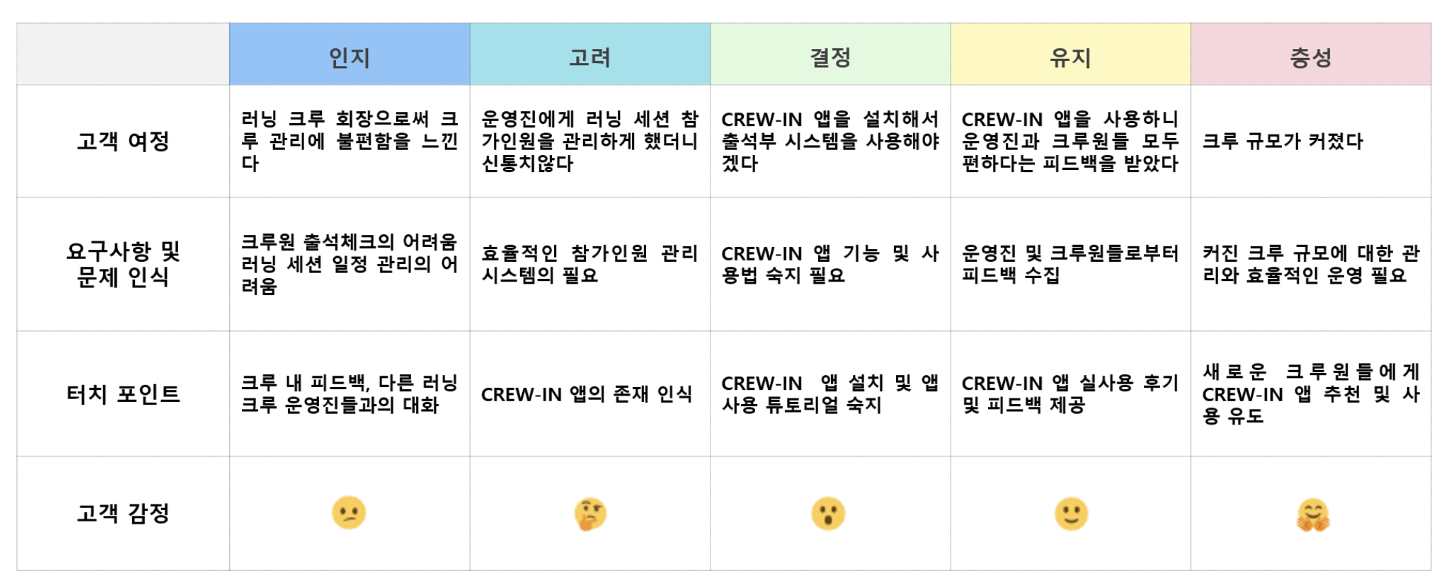 인지
고려
결정
유지
충성
고객 여정
러닝 크루 회장으로써 크
루 관리에 불편함을 느낀
다
운영진에게 러닝 세션 참
가인원을 관리하게 했더니
신통치않다
CREW-IN 앱을 설치해서
출석부 시스템을 사용해야
겠다
CREW-IN 앱을 사용하니
운영진과 크루원들 모두
편하다는 피드백을 받았다
크루 규모가 커졌다
요구사항 및
문제 인식
크루원 출석체크의 어려움
러닝 세션 일정 관리의 어
려움
효율적인 참가인원 관리
시스템의 필요
CREW-IN 앱 기능 및 사
용법 숙지 필요
운영진 및 크루원들로부터
피드백 수집
커진 크루 규모에 대한 관
리와 효율적인 운영 필요
터치 포인트
크루 내 피드백, 다른 러닝
크루 운영진들과의 대화
CREW-IN 앱의 존재 인식
CREW-IN 앱 설치 및 앱
사용 튜토리얼 숙지
CREW-IN 앱 실사용 후기
및 피드백 제공
새로운 크루원들에게
CREW-IN 앱 추천 및 사
용 유도
고객 감정